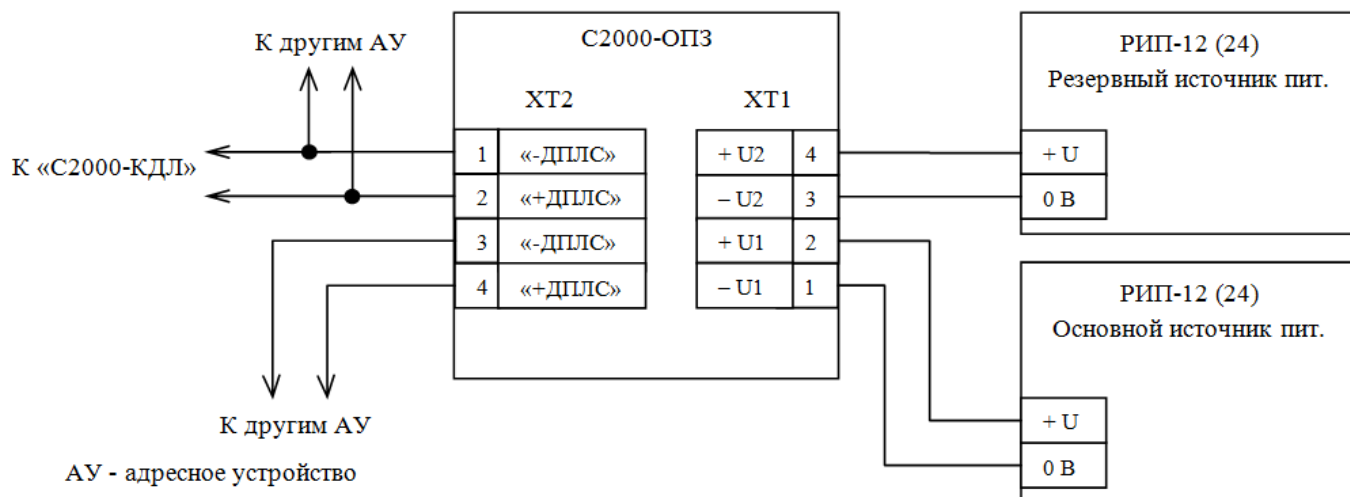 К другим АУ
С2000-ОПЗ
РИП-12 (24)
Резервный источник пит.
ХТ2
ХТ1
К «С2000-КДЛ»
1 «-ДПЛС»
2 «+ДПЛС»
3 «-ДПЛС»
4 «+ДПЛС»
+ U2 4
– U2 3
+ U1 2
– U1 1
+ U
0 В
РИП-12 (24)
Основной источник пит.
+ U
0 В
К другим АУ
АУ - адресное устройство